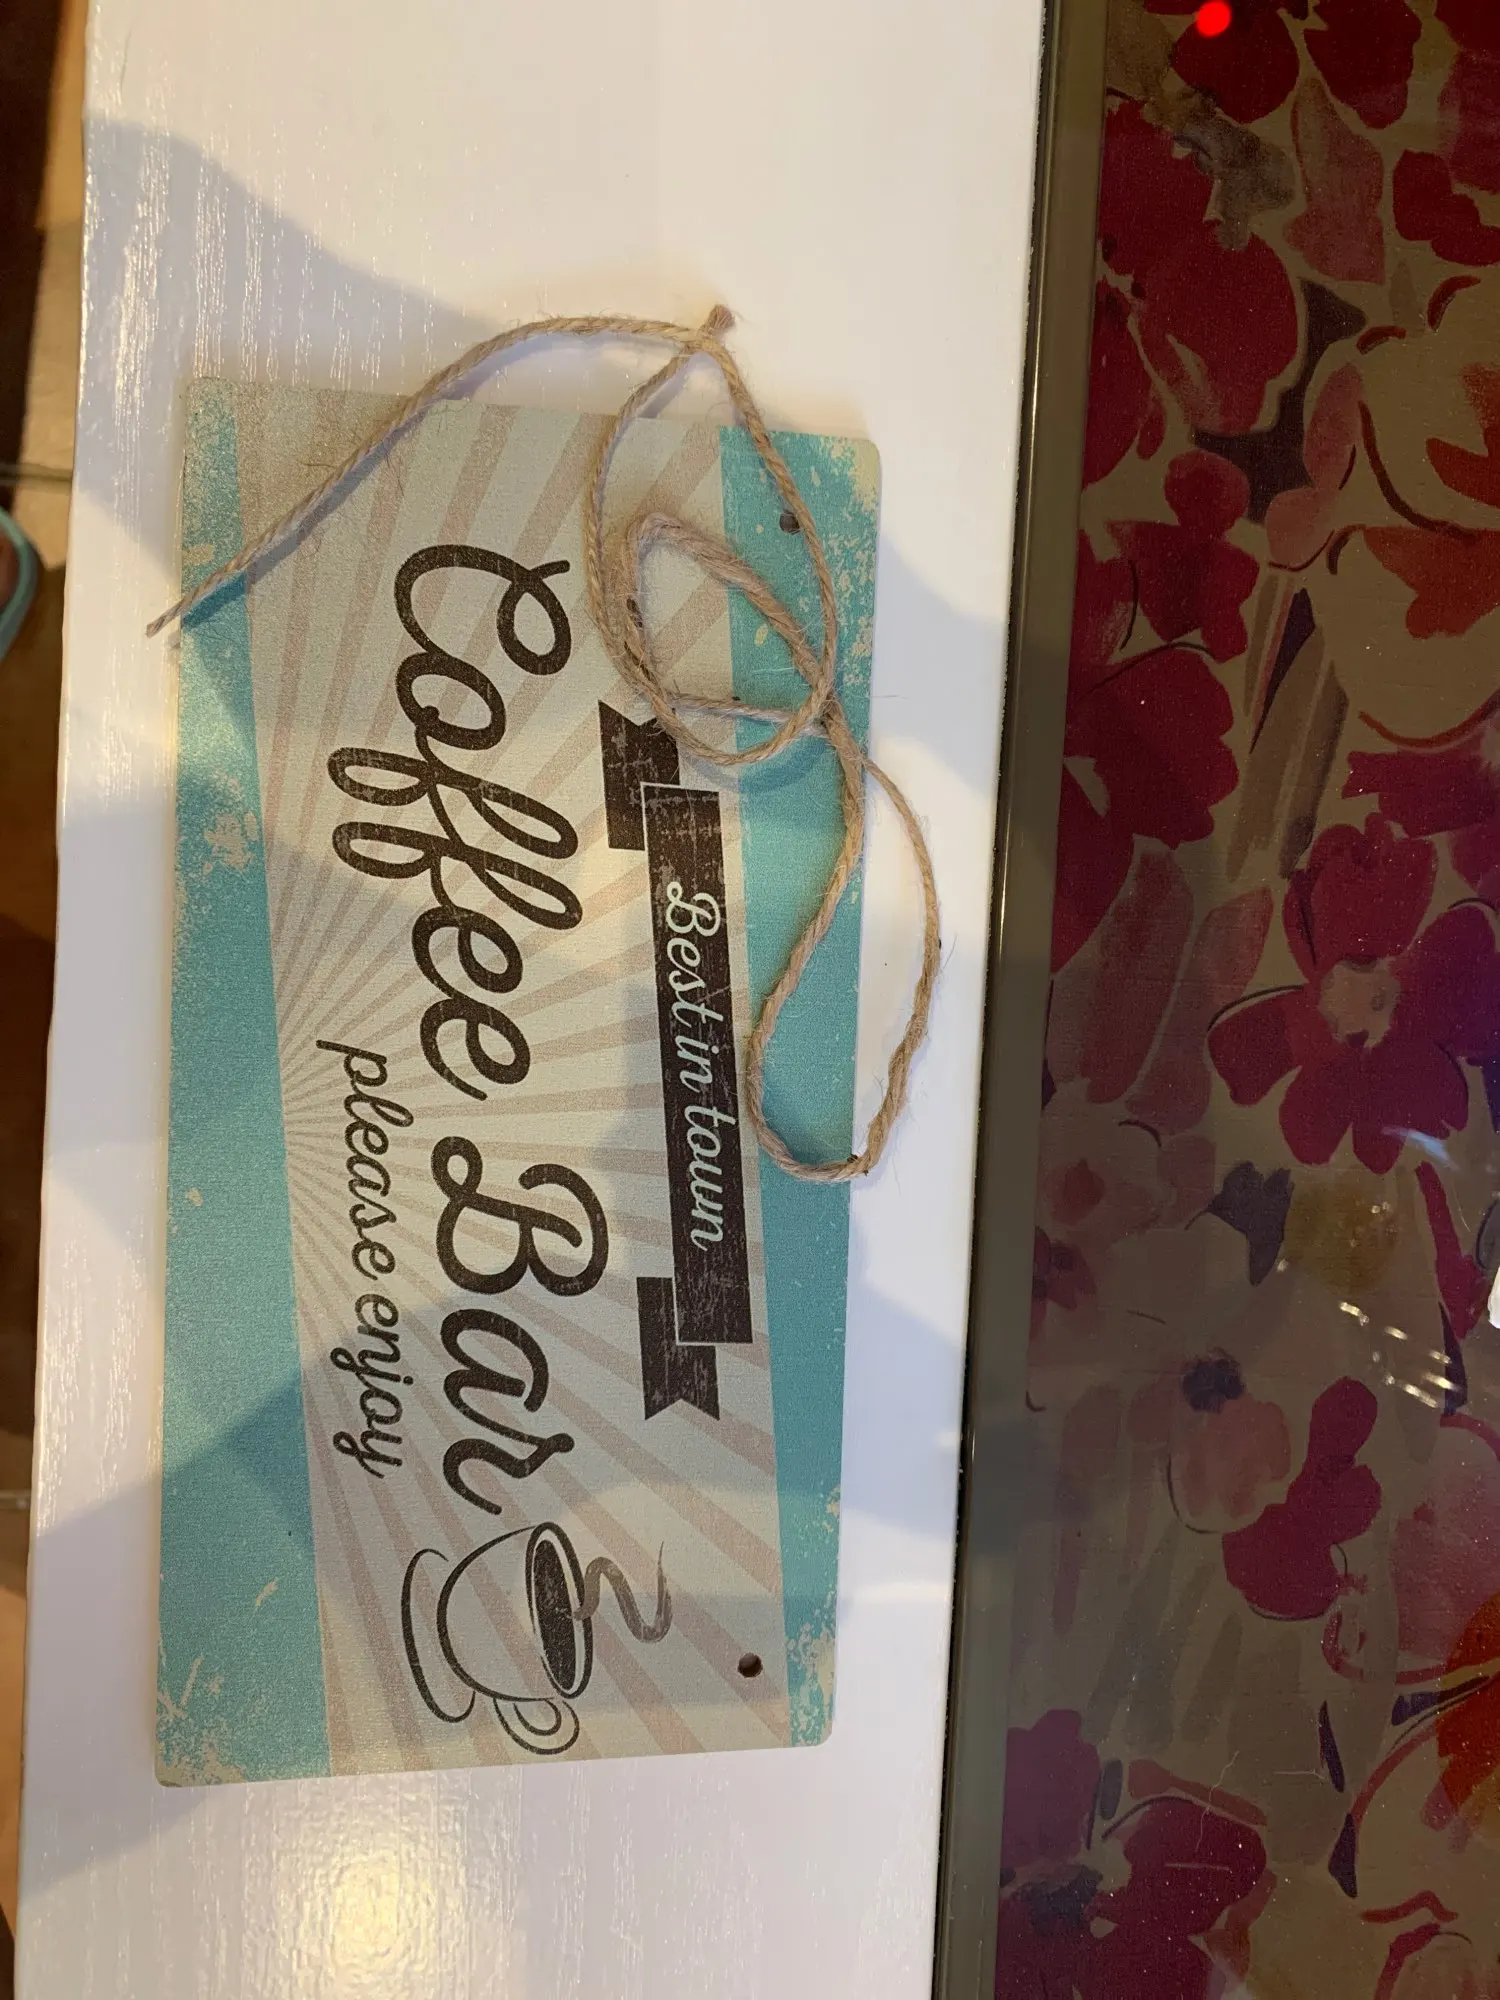 Best in town
Coffee Bar
please enjoy